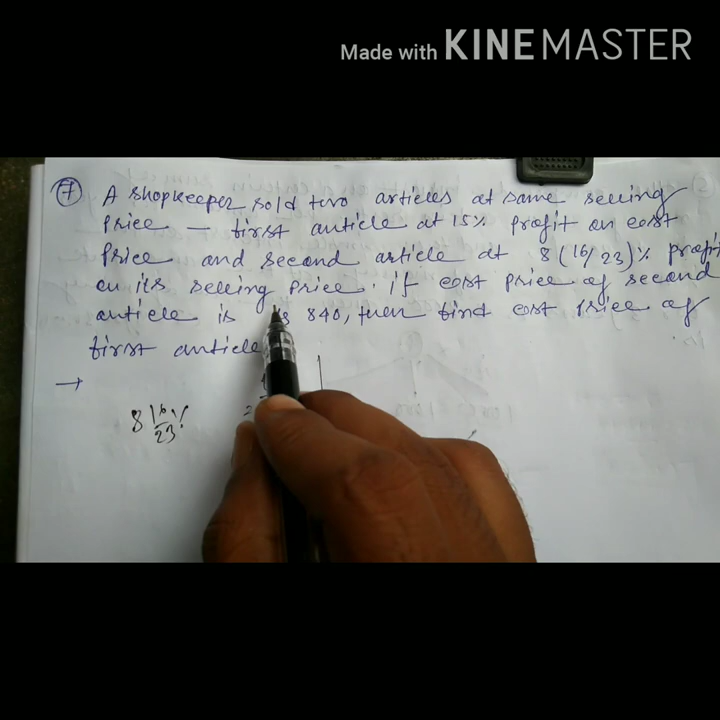 Made with KINEMASTER
7 A shopkeeper sold two articles at same selling
Price - first article at 15% Profit on cost
Price and second article at 8(16/23)% profit
on its selling Price. if cost price of second
article is 840, then find cost price of
first article
→
8 16/23 %